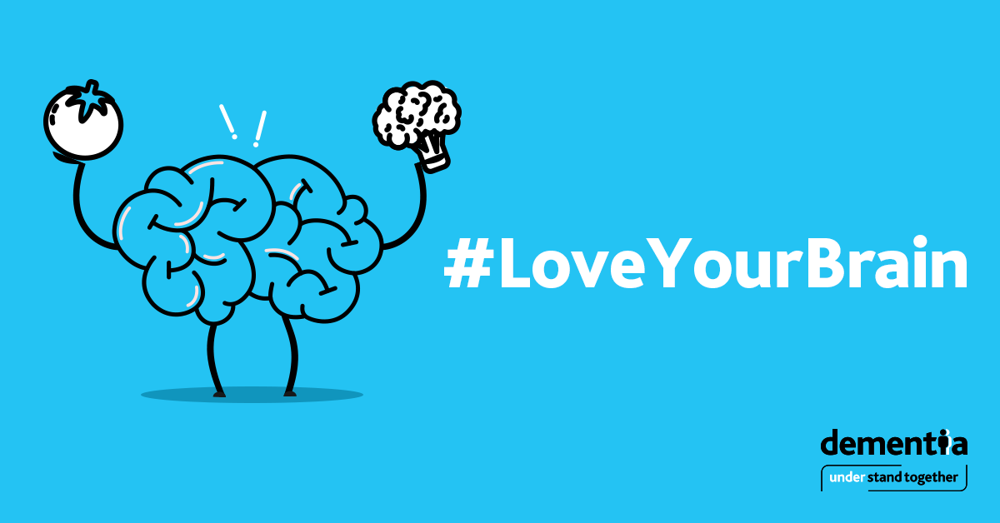 #LoveYourBrain
dementia
understand together